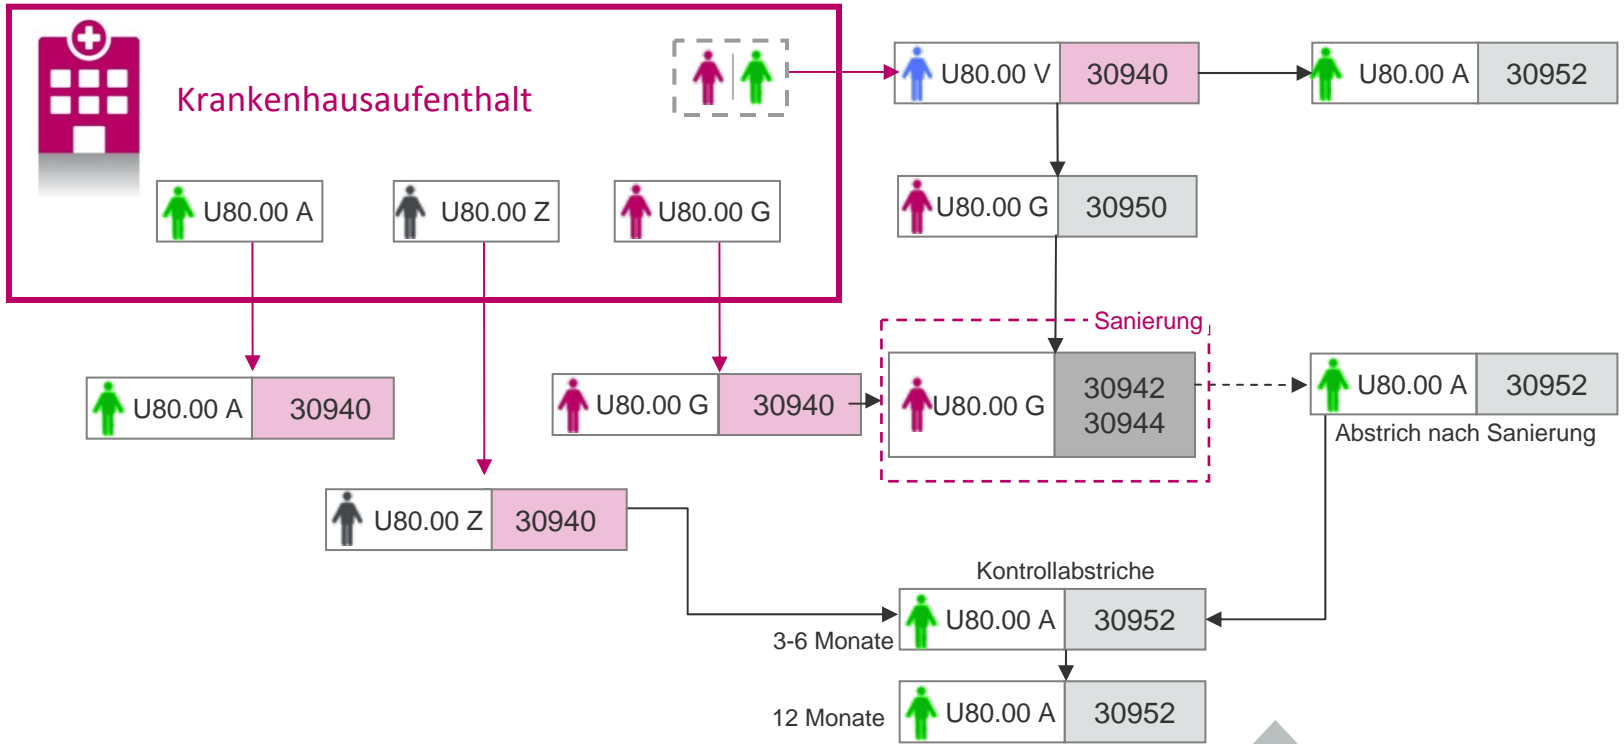 Krankenhausaufenthalt
U80.00 V 30940
U80.00 A 30952
U80.00 A
U80.00 Z
U80.00 G
U80.00 G 30950
Sanierung
U80.00 A 30940
U80.00 G 30940
U80.00 G
30942
30944
U80.00 A 30952
Abstrich nach Sanierung
U80.00 Z 30940
Kontrollabstriche
3-6 Monate
U80.00 A 30952
12 Monate
U80.00 A 30952